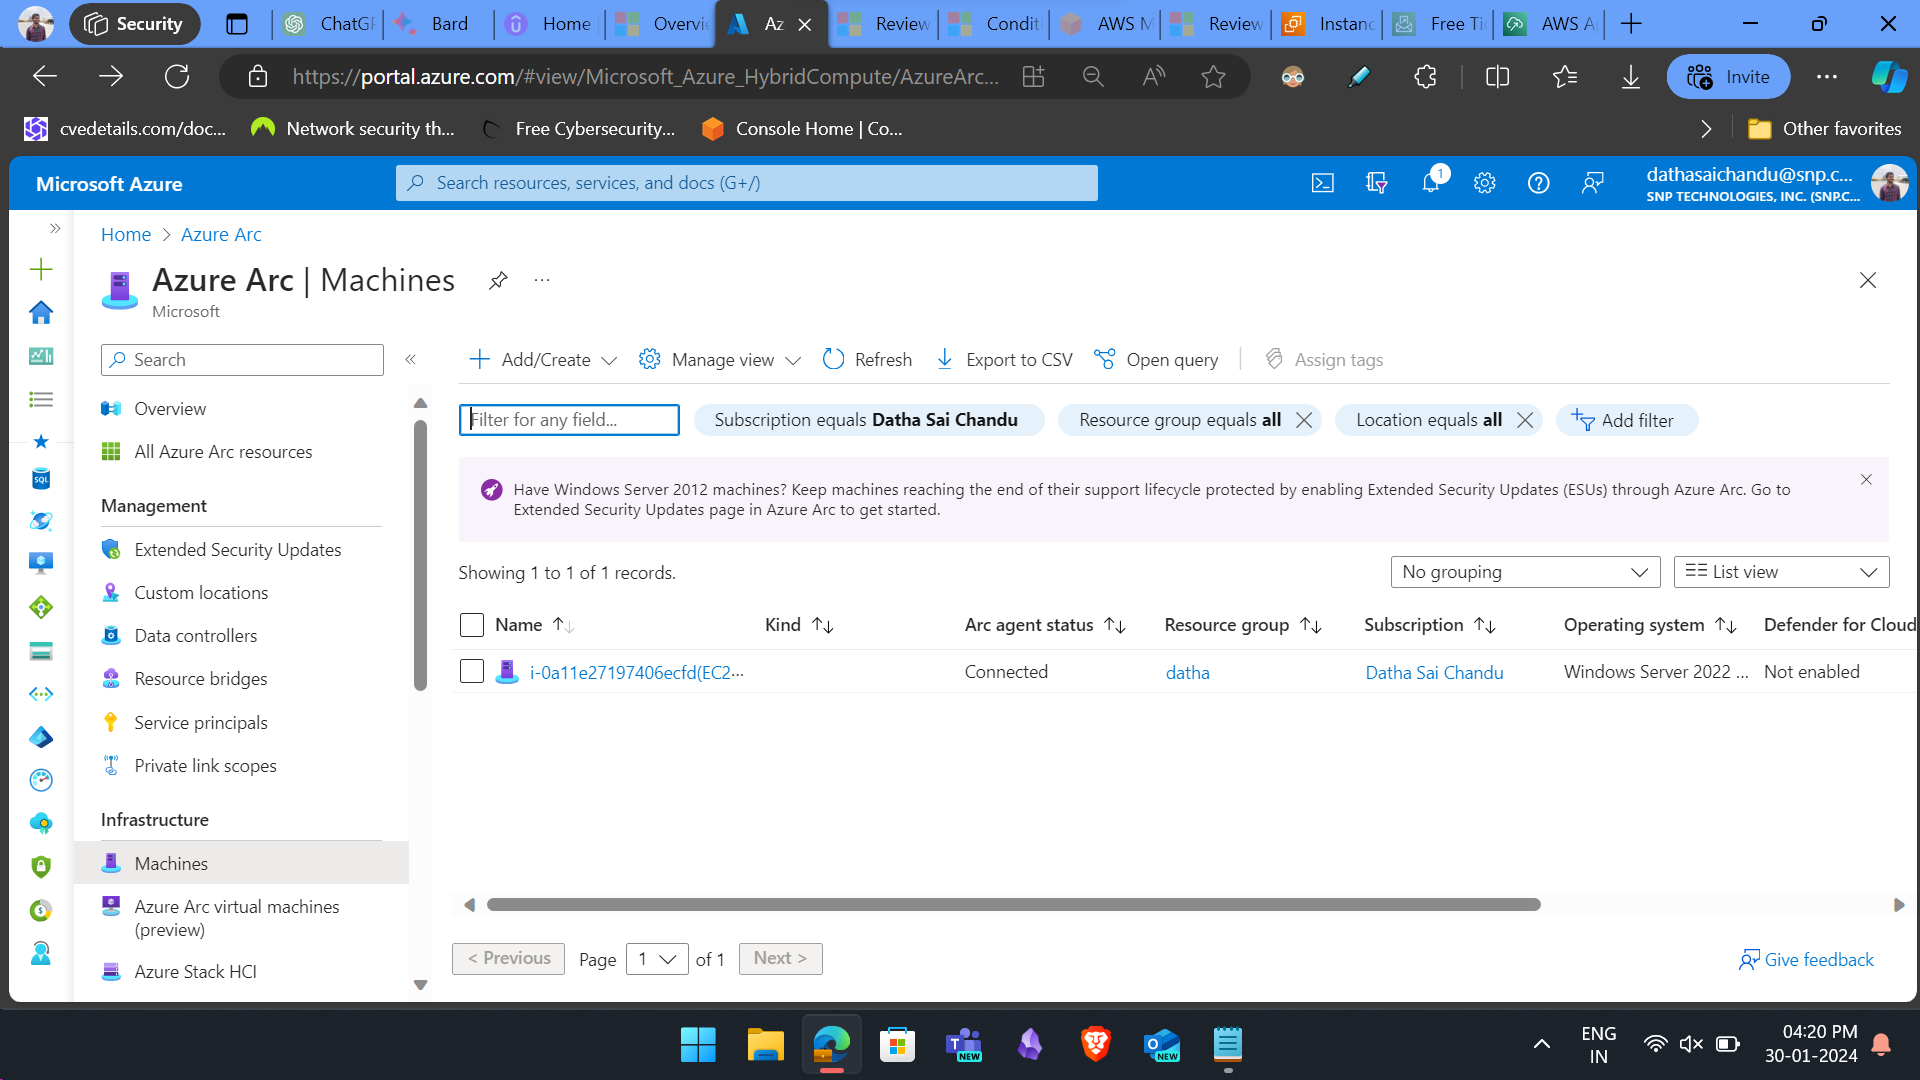 Security
ChatGP
Bard
Home
Overvie
Az
Review
Conditi
AWS M
Review
Instanc
Free Tie
AWS A
https://portal.azure.com/#view/Microsoft_Azure_HybridCompute/AzureArc...
Invite
cvedetails.com/doc...
Network security th...
Free Cybersecurity...
Console Home | Co...
Other favorites
Microsoft Azure
Search resources, services, and docs (G+/)
1
dathasaichandu@snp.c...
SNP TECHNOLOGIES, INC. (SNP.C...
Home > Azure Arc
Azure Arc | Machines
Microsoft
Search
Overview
All Azure Arc resources
Management
Extended Security Updates
Custom locations
Data controllers
Resource bridges
Service principals
Private link scopes
Infrastructure
Machines
Azure Arc virtual machines
(preview)
Azure Stack HCI
Add/Create
Manage view
Refresh
Export to CSV
Open query
Assign tags
Filter for any field...
Subscription equals Datha Sai Chandu
Resource group equals all
Location equals all
Add filter
Have Windows Server 2012 machines? Keep machines reaching the end of their support lifecycle protected by enabling Extended Security Updates (ESUs) through Azure Arc. Go to
Extended Security Updates page in Azure Arc to get started.
Showing 1 to 1 of 1 records.
No grouping
List view
Name
Kind
Arc agent status
Resource group
Subscription
Operating system
Defender for Cloud
i-0a11e27197406ecfd(EC2...
Connected
datha
Datha Sai Chandu
Windows Server 2022 ...
Not enabled
< Previous
Page
1
of 1
Next >
Give feedback
SQL
NEW
NEW
ENG
IN
04:20 PM
30-01-2024